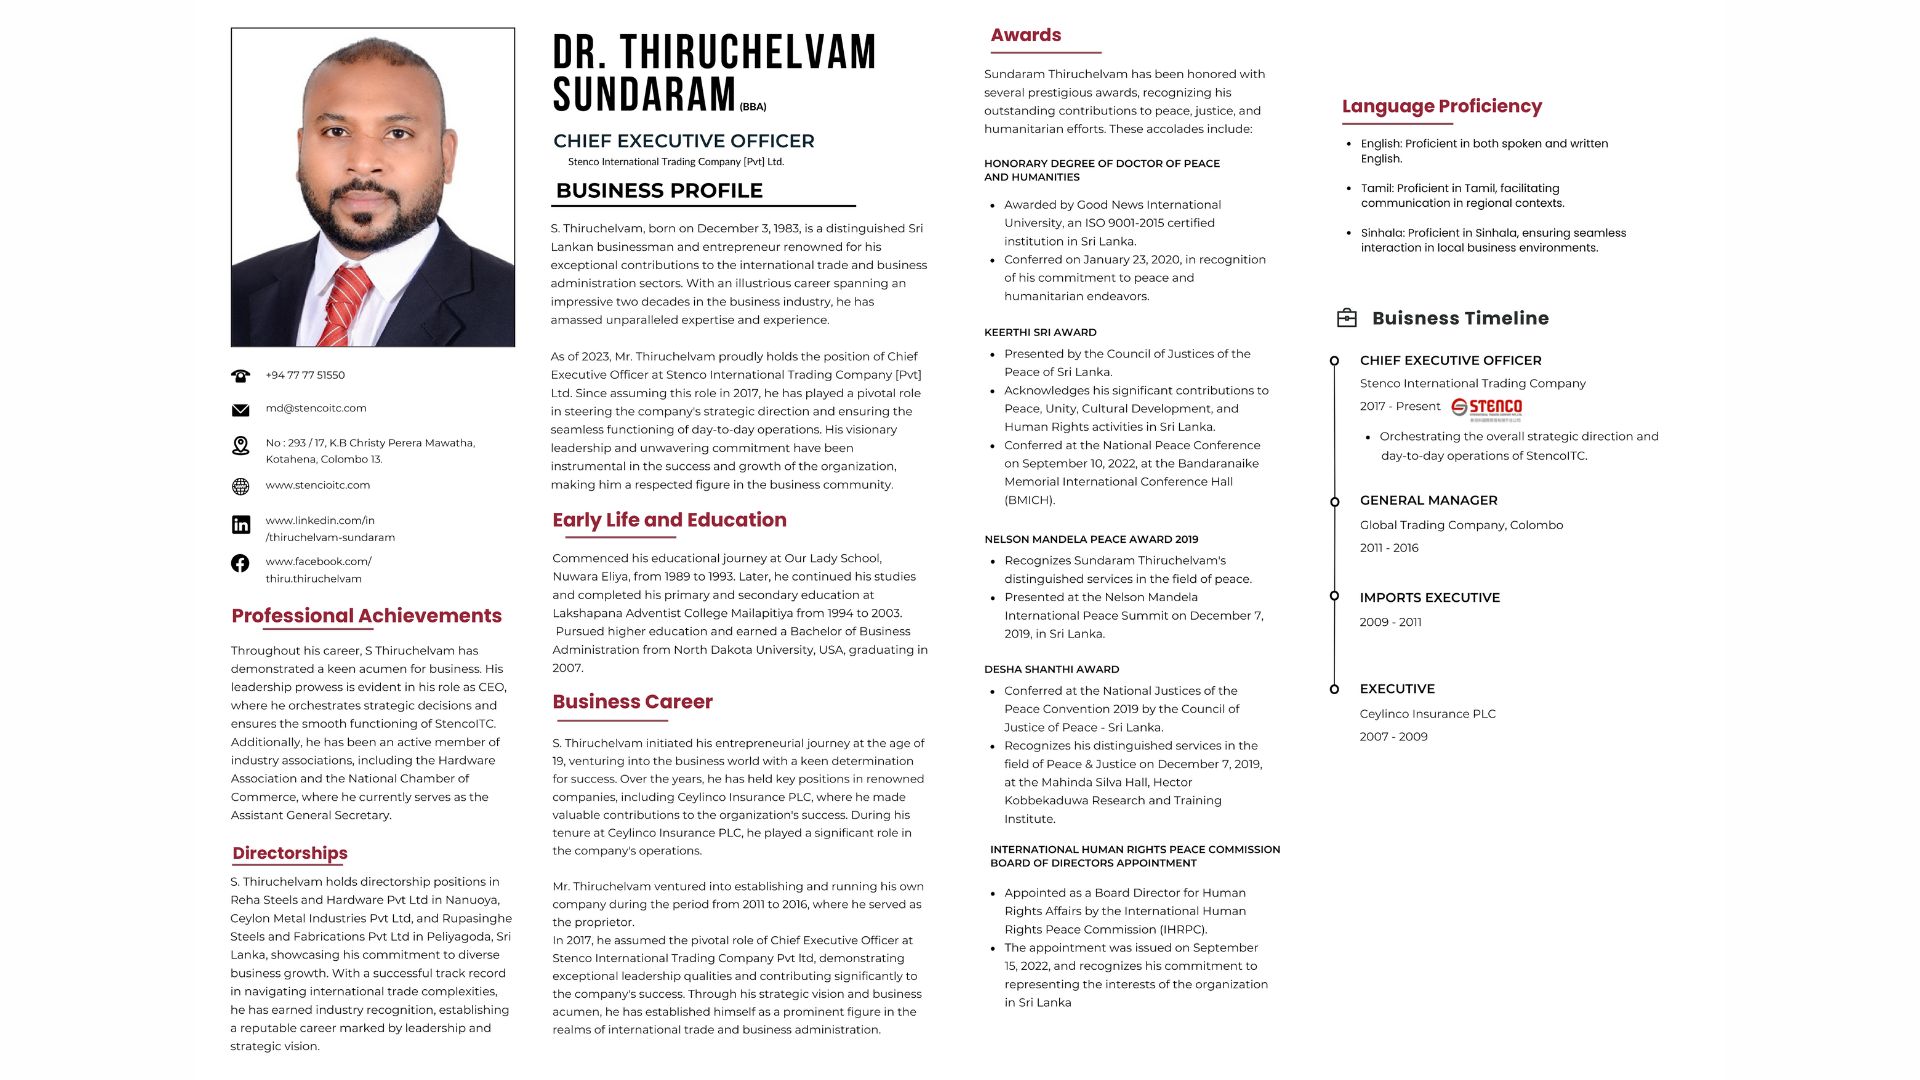 +94 77 77 51550
md@stencoitc.com
No : 293 / 17, K.B Christy Perera Mawatha,
Kotahena, Colombo 13.
www.stencioitc.com
www.linkedin.com/in
/thiruchelvam-sundaram
www.facebook.com/
thiru.thiruchelvam
Professional Achievements
Throughout his career, S Thiruchelvam has
demonstrated a keen acumen for business. His
leadership prowess is evident in his role as CEO,
where he orchestrates strategic decisions and
ensures the smooth functioning of StencoITC.
Additionally, he has been an active member of
industry associations, including the Hardware
Association and the National Chamber of
Commerce, where he currently serves as the
Assistant General Secretary.
Directorships
S. Thiruchelvam holds directorship positions in
Reha Steels and Hardware Pvt Ltd in Nanuoya,
Ceylon Metal Industries Pvt Ltd, and Rupasinghe
Steels and Fabrications Pvt Ltd in Peliyagoda, Sri
Lanka, showcasing his commitment to diverse
business growth. With a successful track record
in navigating international trade complexities,
he has earned industry recognition, establishing
a reputable career marked by leadership and
strategic vision.
DR. THIRUCHELVAM
SUNDARAM (BBA)
CHIEF EXECUTIVE OFFICER
Stenco International Trading Company [Pvt] Ltd.
BUSINESS PROFILE
S. Thiruchelvam, born on December 3, 1983, is a distinguished Sri
Lankan businessman and entrepreneur renowned for his
exceptional contributions to the international trade and business
administration sectors. With an illustrious career spanning an
impressive two decades in the business industry, he has
amassed unparalleled expertise and experience.
As of 2023, Mr. Thiruchelvam proudly holds the position of Chief
Executive Officer at Stenco International Trading Company [Pvt]
Ltd. Since assuming this role in 2017, he has played a pivotal role
in steering the company's strategic direction and ensuring the
seamless functioning of day-to-day operations. His visionary
leadership and unwavering commitment have been
instrumental in the success and growth of the organization,
making him a respected figure in the business community.
Early Life and Education
Commenced his educational journey at Our Lady School,
Nuwara Eliya, from 1989 to 1993. Later, he continued his studies
and completed his primary and secondary education at
Lakshapana Adventist College Mailapitiya from 1994 to 2003.
Pursued higher education and earned a Bachelor of Business
Administration from North Dakota University, USA, graduating in
2007.
Business Career
S. Thiruchelvam initiated his entrepreneurial journey at the age of
19, venturing into the business world with a keen determination
for success. Over the years, he has held key positions in renowned
companies, including Ceylinco Insurance PLC, where he made
valuable contributions to the organization's success. During his
tenure at Ceylinco Insurance PLC, he played a significant role in
the company's operations.
Mr. Thiruchelvam ventured into establishing and running his own
company during the period from 2011 to 2016, where he served as
the proprietor.
In 2017, he assumed the pivotal role of Chief Executive Officer at
Stenco International Trading Company Pvt ltd, demonstrating
exceptional leadership qualities and contributing significantly to
the company's success. Through his strategic vision and business
acumen, he has established himself as a prominent figure in the
realms of international trade and business administration.
Awards
Sundaram Thiruchelvam has been honored with
several prestigious awards, recognizing his
outstanding contributions to peace, justice, and
humanitarian efforts. These accolades include:
HONORARY DEGREE OF DOCTOR OF PEACE
AND HUMANITIES
• Awarded by Good News International
University, an ISO 9001-2015 certified
institution in Sri Lanka.
• Conferred on January 23, 2020, in recognition
of his commitment to peace and
humanitarian endeavors.
KEERTHI SRI AWARD
• Presented by the Council of Justices of the
Peace of Sri Lanka.
• Acknowledges his significant contributions to
Peace, Unity, Cultural Development, and
Human Rights activities in Sri Lanka.
• Conferred at the National Peace Conference
on September 10, 2022, at the Bandaranaike
Memorial International Conference Hall
(BMICH).
NELSON MANDELA PEACE AWARD 2019
• Recognizes Sundaram Thiruchelvam's
distinguished services in the field of peace.
• Presented at the Nelson Mandela
International Peace Summit on December 7,
2019, in Sri Lanka.
DESHA SHANTHI AWARD
• Conferred at the National Justices of the
Peace Convention 2019 by the Council of
Justice of Peace - Sri Lanka.
• Recognizes his distinguished services in the
field of Peace & Justice on December 7, 2019,
at the Mahinda Silva Hall, Hector
Kobbekaduwa Research and Training
Institute.
INTERNATIONAL HUMAN RIGHTS PEACE COMMISSION
BOARD OF DIRECTORS APPOINTMENT
• Appointed as a Board Director for Human
Rights Affairs by the International Human
Rights Peace Commission (IHRPC).
• The appointment was issued on September
15, 2022, and recognizes his commitment to
representing the interests of the organization
in Sri Lanka
Language Proficiency
• English: Proficient in both spoken and written
English.
• Tamil: Proficient in Tamil, facilitating
communication in regional contexts.
• Sinhala: Proficient in Sinhala, ensuring seamless
interaction in local business environments.
Buisness Timeline
CHIEF EXECUTIVE OFFICER
Stenco International Trading Company
2017 - Present STENCO
• Orchestrating the overall strategic direction and
day-to-day operations of StencoITC.
GENERAL MANAGER
Global Trading Company, Colombo
2011 - 2016
IMPORTS EXECUTIVE
2009 - 2011
EXECUTIVE
Ceylinco Insurance PLC
2007 - 2009